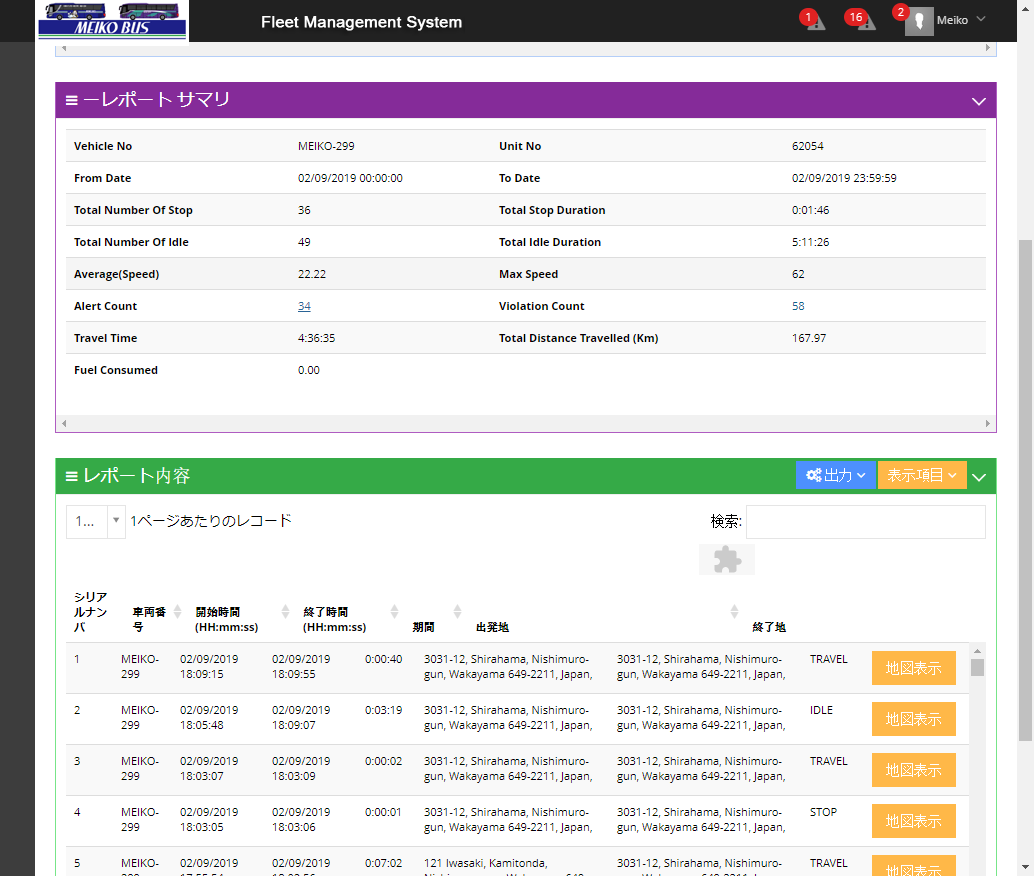 MEIKO BUS
Fleet Management System
1
16
2
Meiko
ーレポート サマリ
Vehicle No MEIKO-299 Unit No 62054
From Date 02/09/2019 00:00:00 To Date 02/09/2019 23:59:59
Total Number Of Stop 36 Total Stop Duration 0:01:46
Total Number Of Idle 49 Total Idle Duration 5:11:26
Average(Speed) 22.22 Max Speed 62
Alert Count 34 Violation Count 58
Travel Time 4:36:35 Total Distance Travelled (Km) 167.97
Fuel Consumed 0.00
レポート内容
出力
表示項目
1... 1ページあたりのレコード
検索:
シリア
ルナン
バ
車両番
号
開始時間
(HH:mm:ss)
終了時間
(HH:mm:ss)
期間
出発地
終了地
1 MEIKO- 02/09/2019 02/09/2019 0:00:40 3031-12, Shirahama, Nishimuro- 3031-12, Shirahama, Nishimuro- TRAVEL 地図表示
299 18:09:15 18:09:55 gun, Wakayama 649-2211, Japan, gun, Wakayama 649-2211, Japan,
2 MEIKO- 02/09/2019 02/09/2019 0:03:19 3031-12, Shirahama, Nishimuro- 3031-12, Shirahama, Nishimuro- IDLE 地図表示
299 18:05:48 18:09:07 gun, Wakayama 649-2211, Japan, gun, Wakayama 649-2211, Japan,
3 MEIKO- 02/09/2019 02/09/2019 0:00:02 3031-12, Shirahama, Nishimuro- 3031-12, Shirahama, Nishimuro- TRAVEL 地図表示
299 18:03:07 18:03:09 gun, Wakayama 649-2211, Japan, gun, Wakayama 649-2211, Japan,
4 MEIKO- 02/09/2019 02/09/2019 0:00:01 3031-12, Shirahama, Nishimuro- 3031-12, Shirahama, Nishimuro- STOP 地図表示
299 18:03:05 18:03:06 gun, Wakayama 649-2211, Japan, gun, Wakayama 649-2211, Japan,
5 MEIKO- 02/09/2019 02/09/2019 0:07:02 121 Iwasaki, Kamitonda, 3031-12, Shirahama, Nishimuro- TRAVEL 地図表示